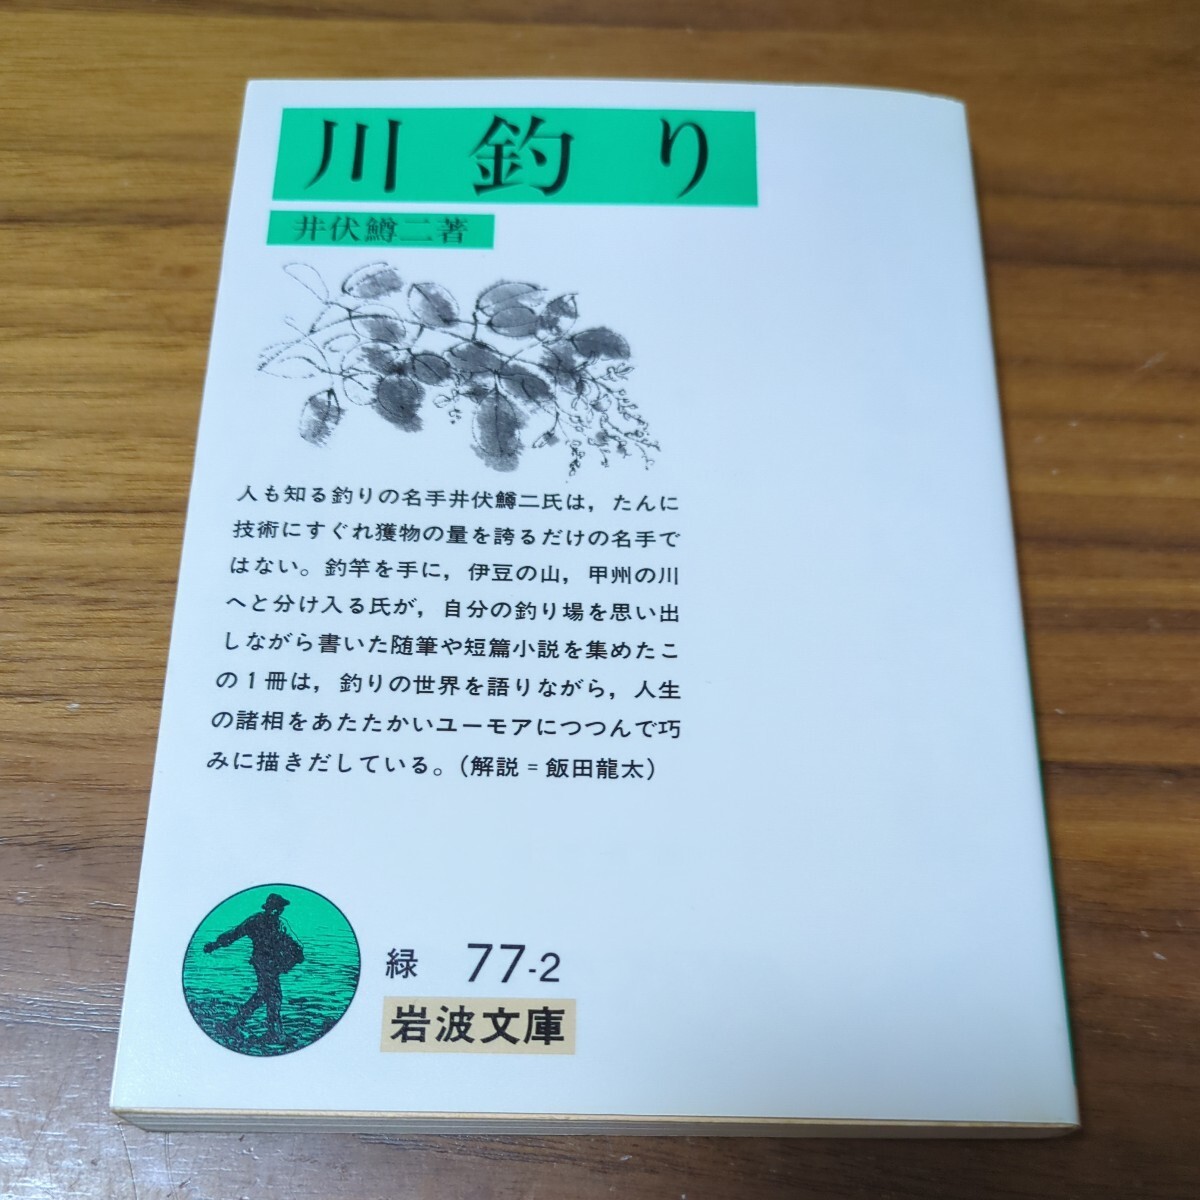 川釣り
井伏鱒二著
人も知る釣りの名手井伏鱒二氏は，たんに
技術にすぐれ獲物の量を誇るだけの名手で
はない。釣竿を手に，伊豆の山，甲州の川
へと分け入る氏が，自分の釣り場を思い出
しながら書いた随筆や短篇小説を集めたこ
の1冊は，釣りの世界を語りながら，人生
の諸相をあたたかいユーモアにつつんで巧
みに描きだしている。（解説＝飯田龍太）
緑 77-2
岩波文庫